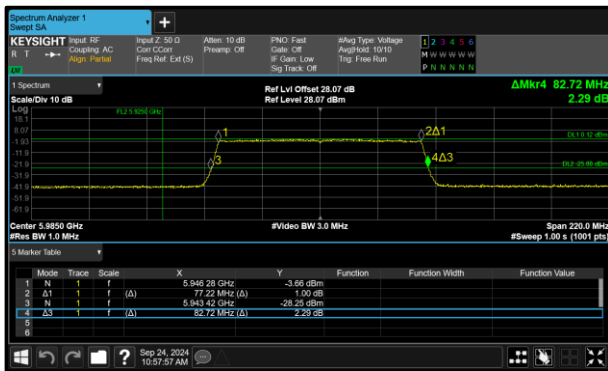 Spectrum Analyzer 1
Swept SA
+
KEYSIGHT Input: RF Input Z: 50 Ω Atten: 10 dB PNO: Fast #Avg Type: Voltage 1 2 3 4 5 6
R T Coupling: AC Corr CCorr Preamp: Off Gate: Off Avg|Hold: 10/10 M W W W W W
Align: Partial Freq Ref: Ext (S) IF Gain: Low Trig: Free Run P N N N N N
Sig Track: Off
1 Spectrum Ref Lvl Offset 28.07 dB ΔMkr4 82.72 MHz
Scale/Div 10 dB Ref Level 28.07 dBm 2.29 dB
Log
18.1 FL2 5.9250 GHz
8.07 1 2Δ1
-1.93 DL1 0.12 dBm
-11.9
-21.9 3 4Δ3
-31.9 DL2 -25.88 dBm
-41.9
-51.9
-61.9
Center 5.9850 GHz #Video BW 3.0 MHz Span 220.0 MHz
#Res BW 1.0 MHz #Sweep 1.00 s (1001 pts)
5 Marker Table
Mode Trace Scale X Y Function Function Width Function Value
1 N 1 f 5.946 28 GHz -3.66 dBm
2 Δ1 1 f (Δ) 77.22 MHz (Δ) 1.00 dB
3 N 1 f 5.943 42 GHz -28.25 dBm
4 Δ3 1 f (Δ) 82.72 MHz (Δ) 2.29 dB
5
6
? Sep 24, 2024
10:57:57 AM